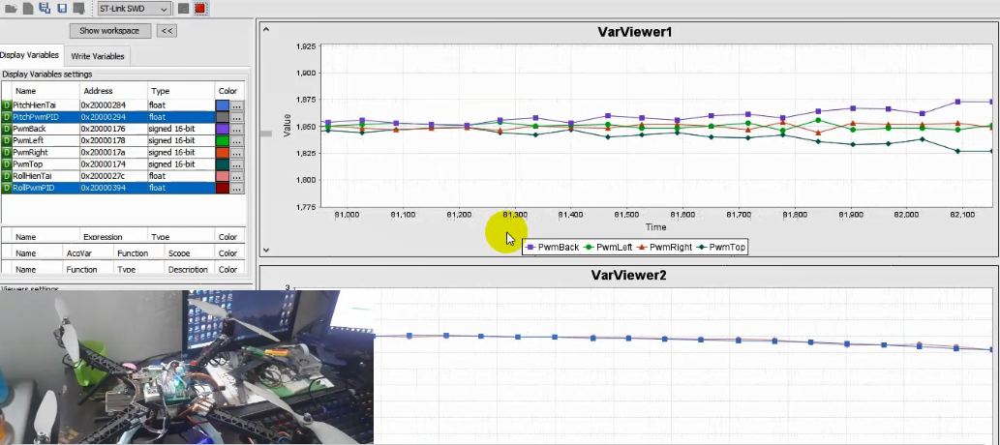 ST-Link SWD
Show workspace
<<
Display Variables
Write Variables
Display Variables settings
Name Address Type Color
D PitchHienTai 0x20000284 float ...
D PitchPwmPID 0x20000294 float ...
D PwmBack 0x20000176 signed 16-bit ...
D PwmLeft 0x20000178 signed 16-bit ...
D PwmRight 0x2000017a signed 16-bit ...
D PwmTop 0x20000174 signed 16-bit ...
D RollHienTai 0x2000027c float ...
D RollPwmPID 0x20000394 float ...
Name Expression Type Color
Name AcqVar Function Scope Color
Name Function Type Description Color
Viewers settings
VarViewer1
1,925
1,900
1,875
1,850
1,825
1,800
1,775
Value
81,000 81,100 81,200 81,300 81,400 81,500 81,600 81,700 81,800 81,900 82,000 82,100
Time
PwmBack PwmLeft PwmRight PwmTop
VarViewer2
3